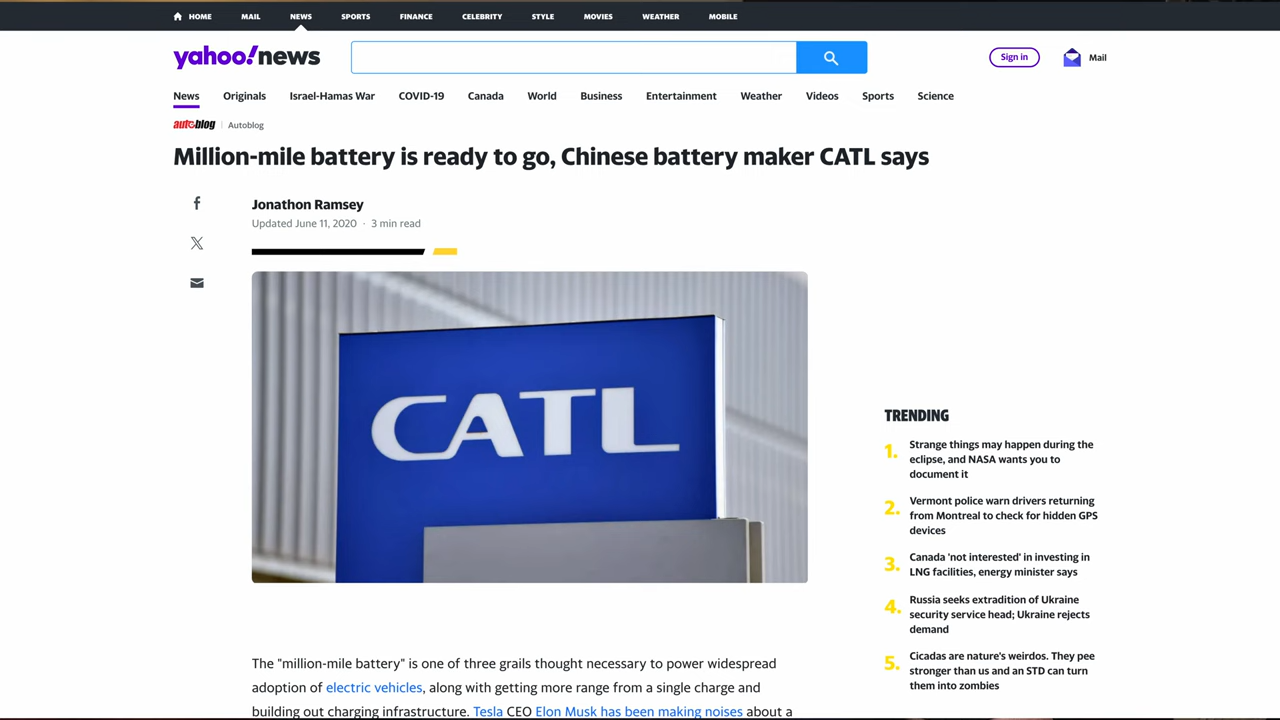 HOME MAIL NEWS SPORTS FINANCE CELEBRITY STYLE MOVIES WEATHER MOBILE
yahoo!news
Sign in
Mail
News Originals Israel-Hamas War COVID-19 Canada World Business Entertainment Weather Videos Sports Science
autoblog Autoblog
Million-mile battery is ready to go, Chinese battery maker CATL says
Jonathon Ramsey
Updated June 11, 2020 · 3 min read
CATL
The "million-mile battery" is one of three grails thought necessary to power widespread
adoption of electric vehicles, along with getting more range from a single charge and
building out charging infrastructure. Tesla CEO Elon Musk has been making noises about a
TRENDING
1. Strange things may happen during the
eclipse, and NASA wants you to
document it
2. Vermont police warn drivers returning
from Montreal to check for hidden GPS
devices
3. Canada 'not interested' in investing in
LNG facilities, energy minister says
4. Russia seeks extradition of Ukraine
security service head; Ukraine rejects
demand
5. Cicadas are nature's weirdos. They pee
stronger than us and an STD can turn
them into zombies